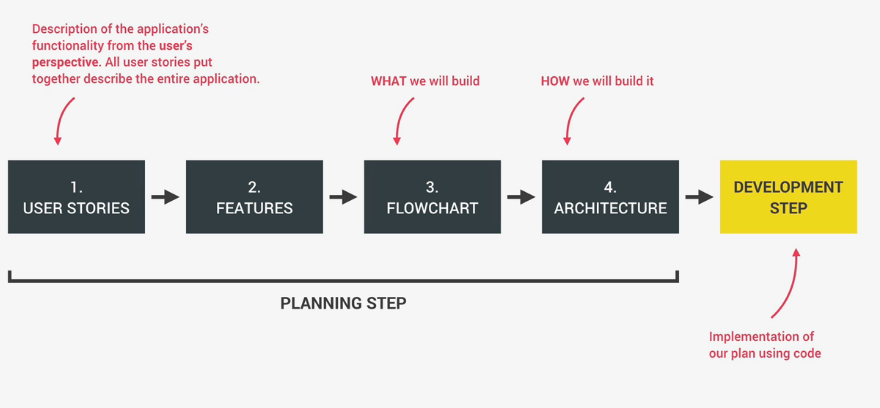 Description of the application's
functionality from the user's
perspective. All user stories put
together describe the entire application.
WHAT we will build
HOW we will build it
1.
USER STORIES
2.
FEATURES
3.
FLOWCHART
4.
ARCHITECTURE
DEVELOPMENT
STEP
PLANNING STEP
Implementation of
our plan using code